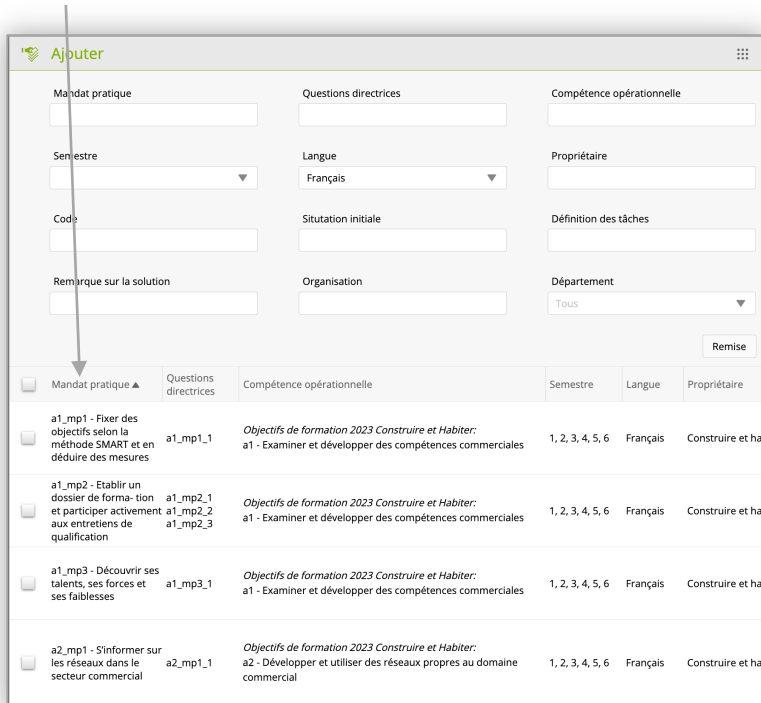 Ajouter
Mandat pratique
Questions directrices
Compétence opérationnelle
Semestre
Langue
Propriétaire
Français
Code
Situtation initiale
Définition des tâches
Remarque sur la solution
Organisation
Département
Tous
Remise
Mandat pratique ▲
Questions
directrices
Compétence opérationnelle
Semestre
Langue
Propriétaire
a1_mp1 - Fixer des
objectifs selon la
méthode SMART et en
déduire des mesures
a1_mp1_1
Objectifs de formation 2023 Construire et Habiter:
a1 - Examiner et développer des compétences commerciales
1, 2, 3, 4, 5, 6
Français
Construire et ha
a1_mp2 - Etablir un
dossier de forma- tion
et participer activement
aux entretiens de
qualification
a1_mp2_1
a1_mp2_2
a1_mp2_3
Objectifs de formation 2023 Construire et Habiter:
a1 - Examiner et développer des compétences commerciales
1, 2, 3, 4, 5, 6
Français
Construire et ha
a1_mp3 - Découvrir ses
talents, ses forces et
ses faiblesses
a1_mp3_1
Objectifs de formation 2023 Construire et Habiter:
a1 - Examiner et développer des compétences commerciales
1, 2, 3, 4, 5, 6
Français
Construire et ha
a2_mp1 - S'informer sur
les réseaux dans le
secteur commercial
a2_mp1_1
Objectifs de formation 2023 Construire et Habiter:
a2 - Développer et utiliser des réseaux propres au domaine
commercial
1, 2, 3, 4, 5, 6
Français
Construire et ha